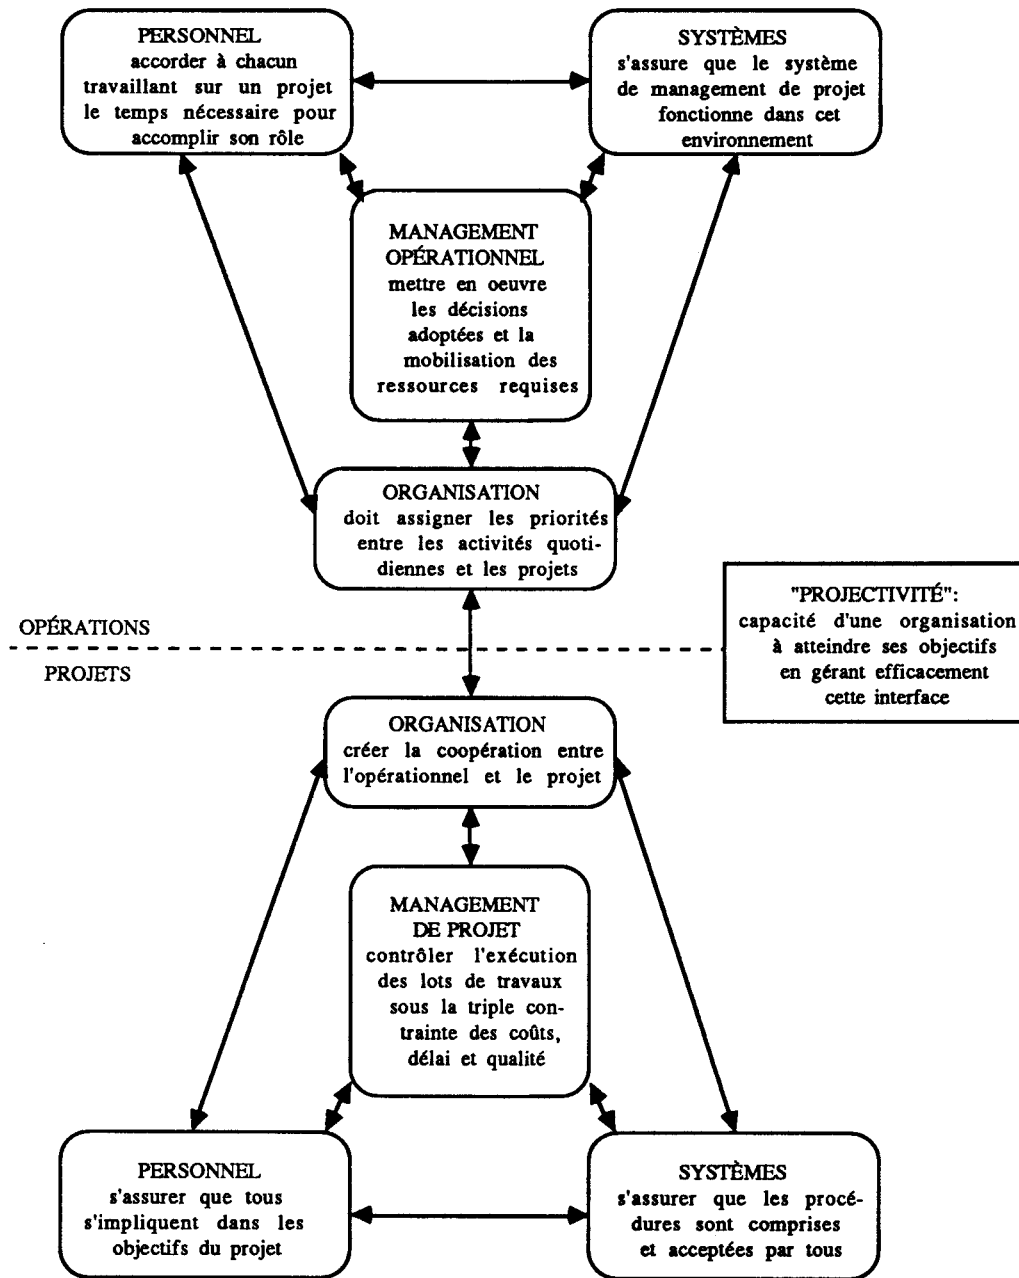 PERSONNEL
accorder à chacun
travaillant sur un projet
le temps nécessaire pour
accomplir son rôle
SYSTÈMES
s'assure que le système
de management de projet
fonctionne dans cet
environnement
MANAGEMENT
OPÉRATIONNEL
mettre en oeuvre
les décisions
adoptées et la
mobilisation des
ressources requises
ORGANISATION
doit assigner les priorités
entre les activités quoti-
diennes et les projets
"PROJECTIVITÉ":
capacité d'une organisation
à atteindre ses objectifs
en gérant efficacement
cette interface
OPÉRATIONS
PROJETS
ORGANISATION
créer la coopération entre
l'opérationnel et le projet
MANAGEMENT
DE PROJET
contrôler l'exécution
des lots de travaux
sous la triple con-
trainte des coûts,
délai et qualité
PERSONNEL
s'assurer que tous
s'impliquent dans les
objectifs du projet
SYSTÈMES
s'assurer que les procé-
dures sont comprises
et acceptées par tous